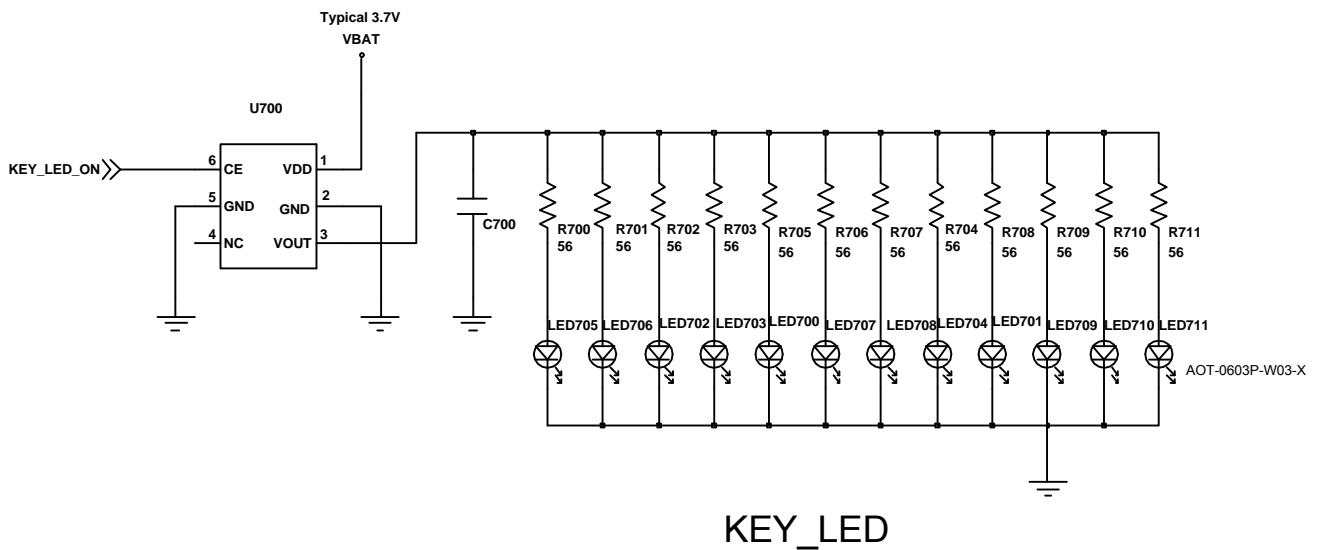 Typical 3.7V
VBAT
U700
KEY_LED_ON
6
CE
VDD
1
5
GND
GND
2
4
NC
VOUT
3
C700
R700
56
R701
56
R702
56
R703
56
R705
56
R706
56
R707
56
R704
56
R708
56
R709
56
R710
56
R711
56
LED705
LED706
LED702
LED703
LED700
LED707
LED708
LED704
LED701
LED709
LED710
LED711
AOT-0603P-W03-X
KEY_LED